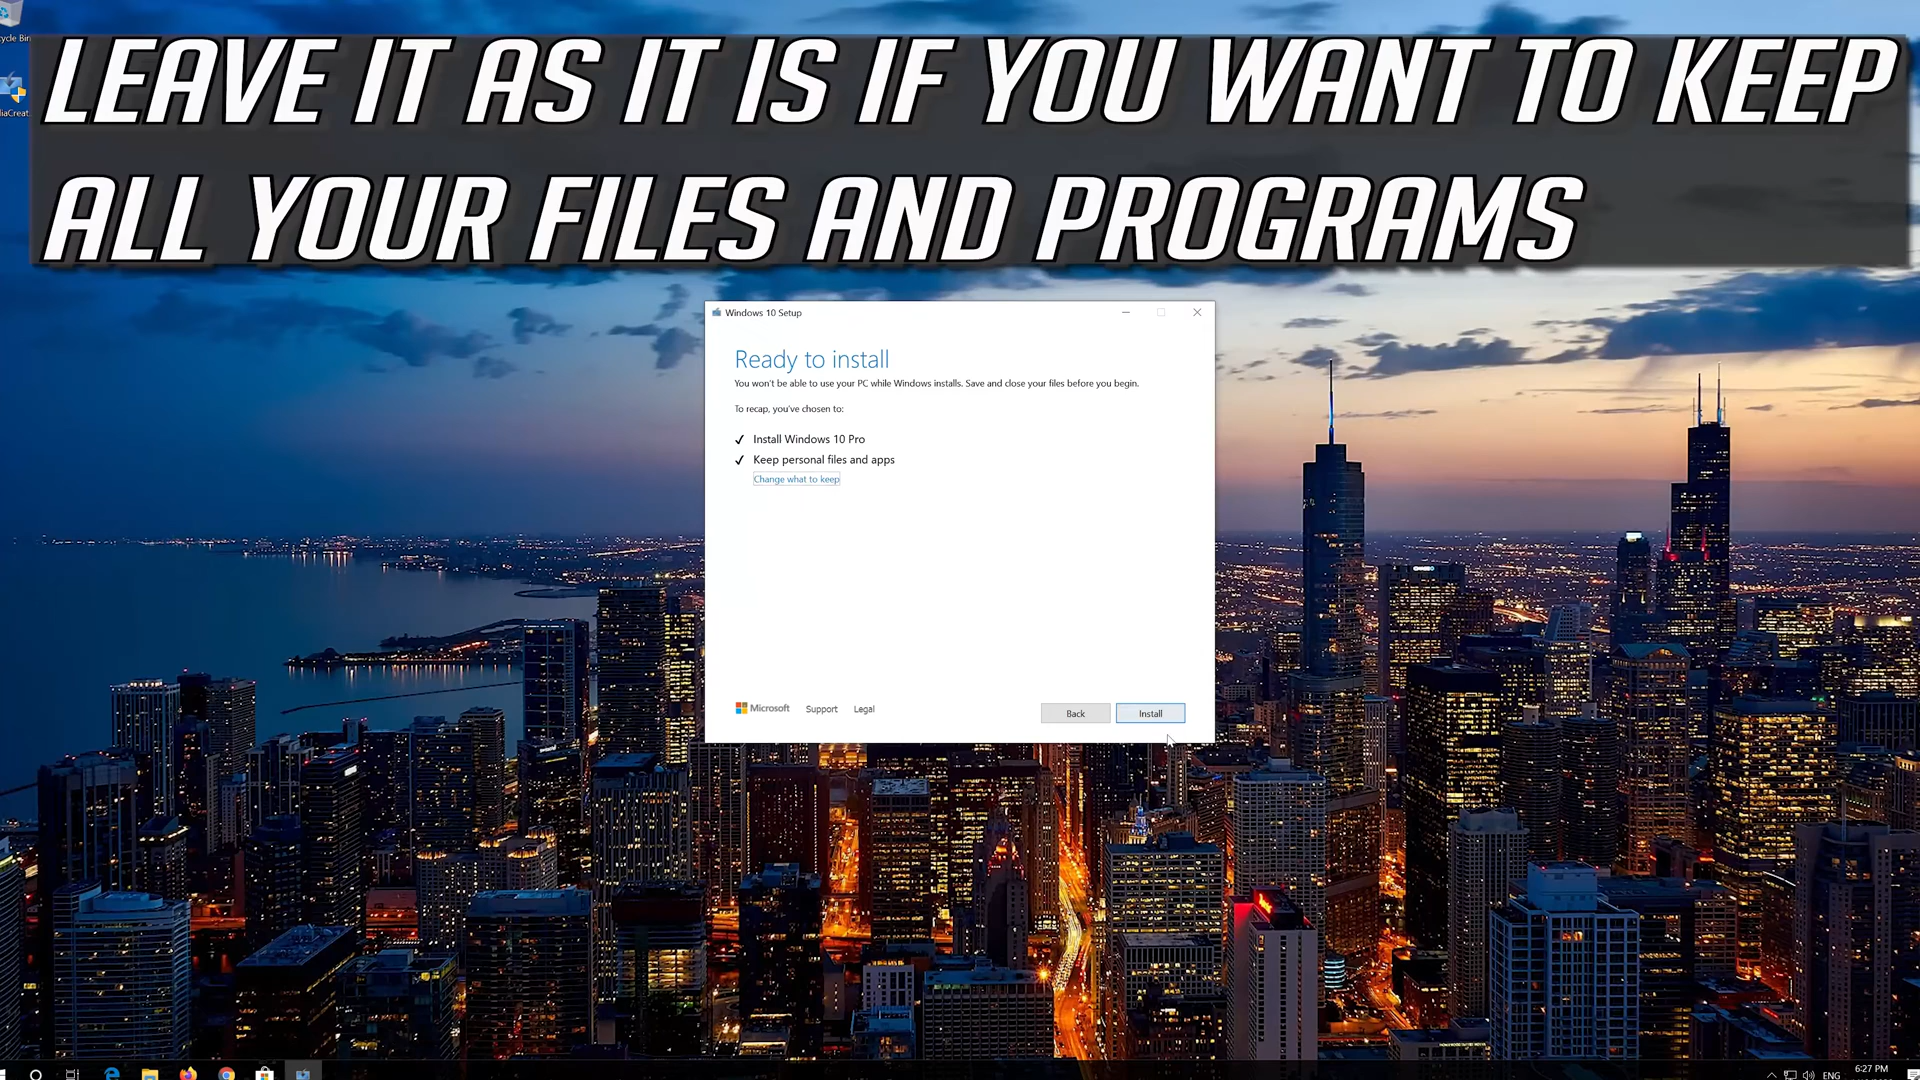 LEAVE IT AS IT IS IF YOU WANT TO KEEP
ALL YOUR FILES AND PROGRAMS
Windows 10 Setup
Ready to install
You won't be able to use your PC while Windows installs. Save and close your files before you begin.
To recap, you've chosen to:
✓ Install Windows 10 Pro
✓ Keep personal files and apps
Change what to keep
Microsoft Support Legal
Back
Install
ENG
6:27 PM